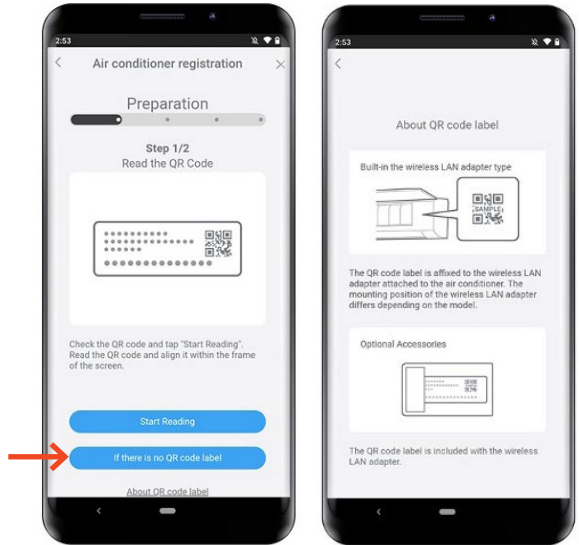 2:53
Air conditioner registration
Preparation
Step 1/2
Read the QR Code
Check the QR code and tap "Start Reading".
Read the QR code and align it within the frame
of the screen.
Start Reading
If there is no QR code label
About QR code label
2:53
About QR code label
Built-in the wireless LAN adapter type
SAMPLE
The QR code label is affixed to the wireless LAN
adapter attached to the air conditioner. The
mounting position of the wireless LAN adapter
differs depending on the model.
Optional Accessories
The QR code label is included with the wireless
LAN adapter.